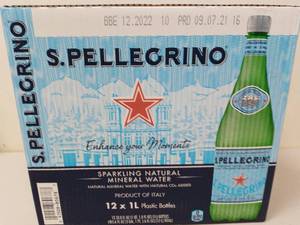 BBE 12.2022 10 PRD 09.07.21 16
S.PELLEGRINO
S.PELLEGRINO
Enhance your Moments
SPARKLING NATURAL
MINERAL WATER
NATURAL MINERAL WATER WITH NATURAL CO₂ ADDED
PRODUCT OF ITALY
12 x 1L Plastic Bottles
S.PELLEGRINO